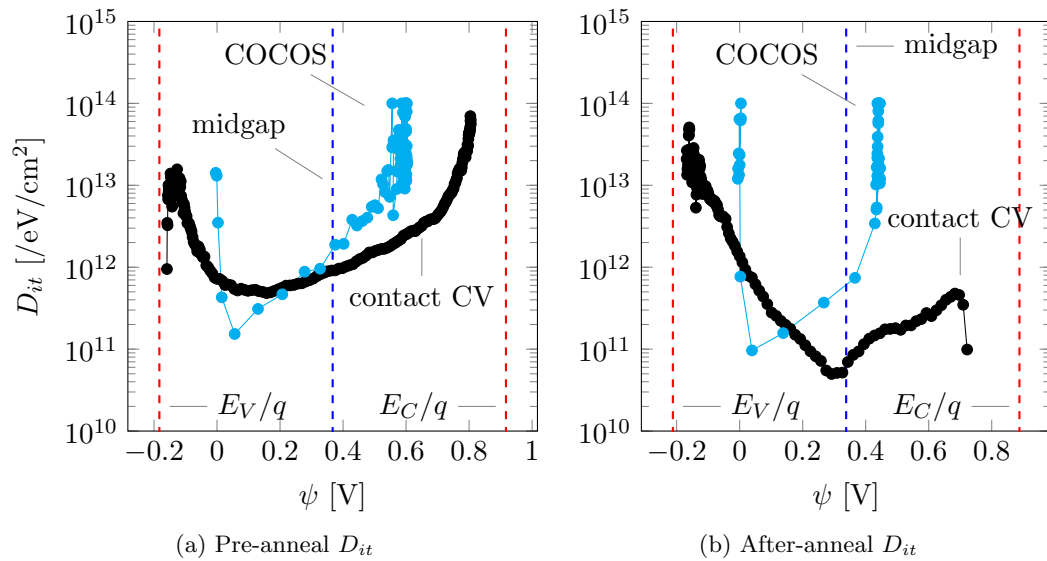 10^15
10^14
10^13
10^12
10^11
10^10
D_it [/eV/cm^2]
COCOS
midgap
contact CV
E_V/q
E_C/q
−0.2 0 0.2 0.4 0.6 0.8 1
ψ [V]
(a) Pre-anneal D_it
10^15
10^14
10^13
10^12
10^11
10^10
midgap
COCOS
contact CV
E_V/q
E_C/q
−0.2 0 0.2 0.4 0.6 0.8
ψ [V]
(b) After-anneal D_it